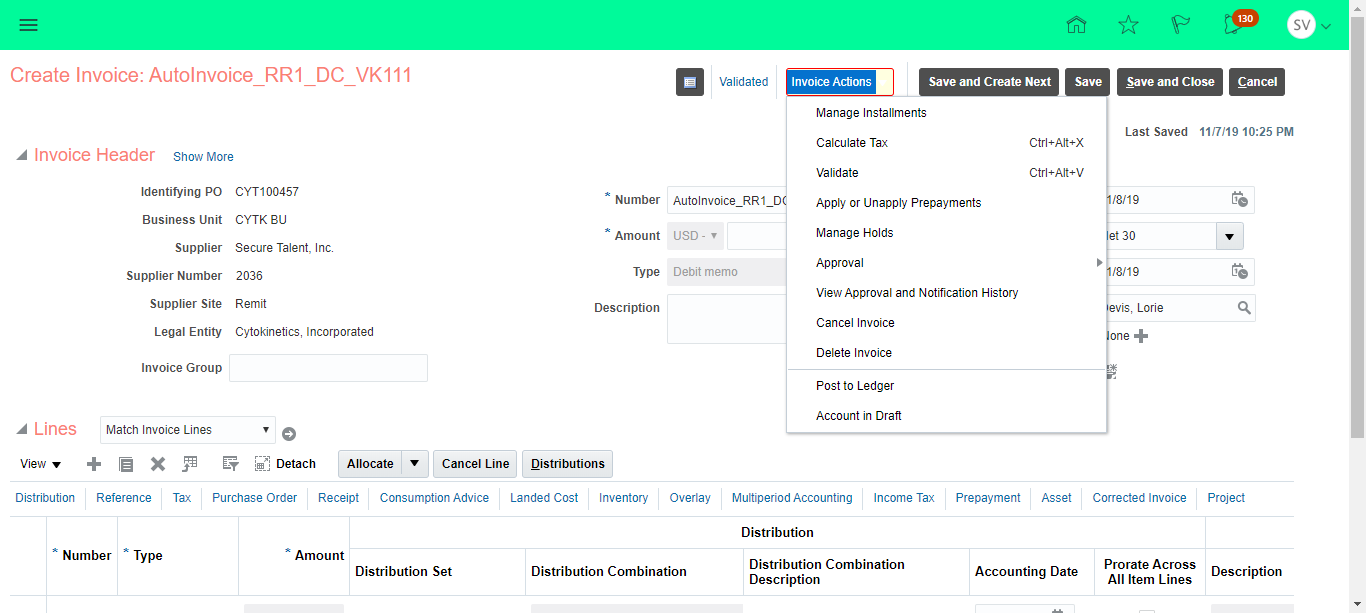 130
SV
Create Invoice: AutoInvoice_RR1_DC_VK111
Validated
Invoice Actions
Save and Create Next
Save
Save and Close
Cancel
Manage Installments
Calculate Tax Ctrl+Alt+X
Validate Ctrl+Alt+V
Apply or Unapply Prepayments
Manage Holds
Approval
View Approval and Notification History
Cancel Invoice
Delete Invoice
Post to Ledger
Account in Draft
Last Saved 11/7/19 10:25 PM
Invoice Header Show More
Identifying PO CYT100457
Business Unit CYTK BU
Supplier Secure Talent, Inc.
Supplier Number 2036
Supplier Site Remit
Legal Entity Cytokinetics, Incorporated
Invoice Group
* Number AutoInvoice_RR1_DC
* Amount USD -
Type Debit memo
Description
1/8/19
et 30
1/8/19
evis, Lorie
None
Lines Match Invoice Lines
View Detach Allocate Cancel Line Distributions
Distribution Reference Tax Purchase Order Receipt Consumption Advice Landed Cost Inventory Overlay Multiperiod Accounting Income Tax Prepayment Asset Corrected Invoice Project
Distribution
* Number * Type * Amount
Distribution Set Distribution Combination Distribution Combination Description Accounting Date Prorate Across All Item Lines Description